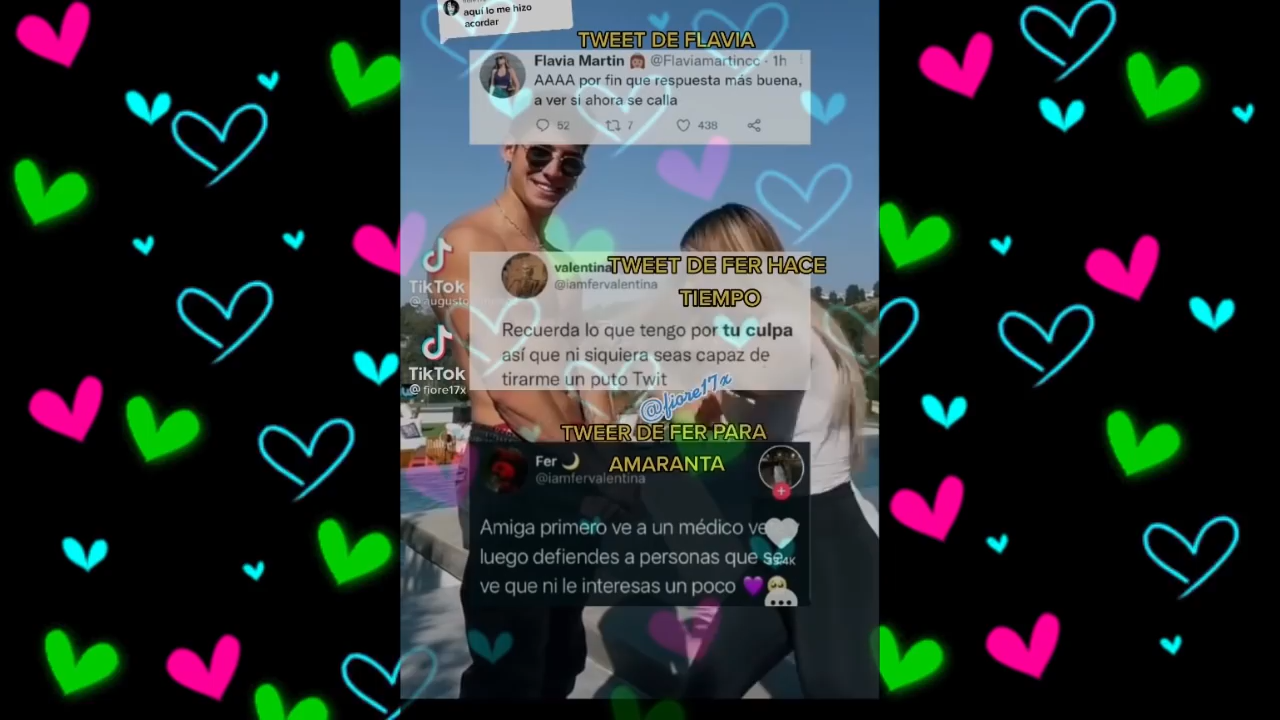 aquí lo me hizo
acordar
TWEET DE FLAVIA
Flavia Martin @Flaviamartincc · 1h
AAAA por fin que respuesta más buena,
a ver si ahora se calla
52 7 438
valentina
TWEET DE FER HACE
TIEMPO
@iamfervalentina
Recuerda lo que tengo por tu culpa
así que ni siquiera seas capaz de
tirarme un puto Twit
TikTok
@augusto
TikTok
@fiore17x
@fiore17x
TWEER DE FER PARA
AMARANTA
Fer
@iamfervalentina
Amiga primero ve a un médico
luego defiendes a personas que se
ve que ni le interesas un poco